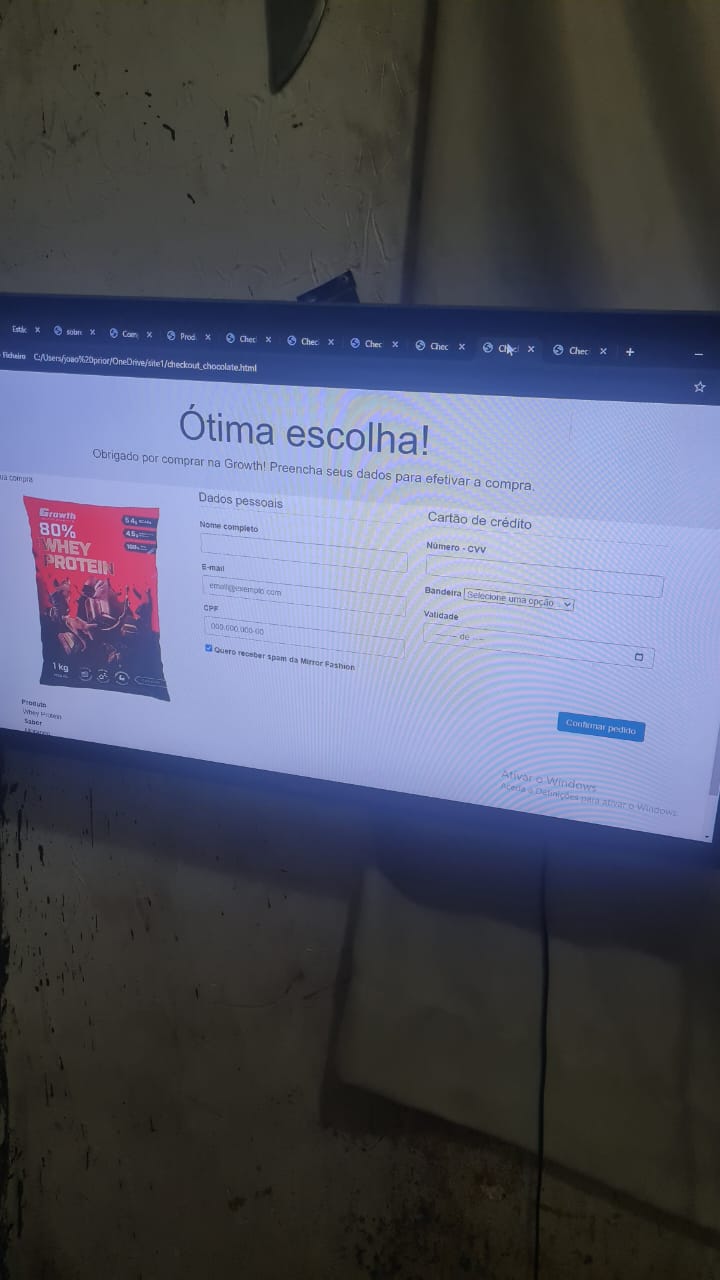 Está
sobre
Com
Prod
Chec
Chec
Chec
Chec
Ch
Chec
Ficheiro C:/Users/joao%20prior/OneDrive/site1/checkout_chocolate.html
Ótima escolha!
Obrigado por comprar na Growth! Preencha seus dados para efetivar a compra.
ua compra
Growth
80%
WHEY
PROTEIN
1 kg
Produto
Whey Protein
Sabor
Dados pessoais
Nome completo
E-mail
email@exemplo.com
CPF
000.000.000-00
Quero receber spam da Mirror Fashion
Cartão de crédito
Número - CVV
Bandeira Selecione uma opção
Validade
de
Confirmar pedido
Ativar o Windows
Aceda a Definições para ativar o Windows.